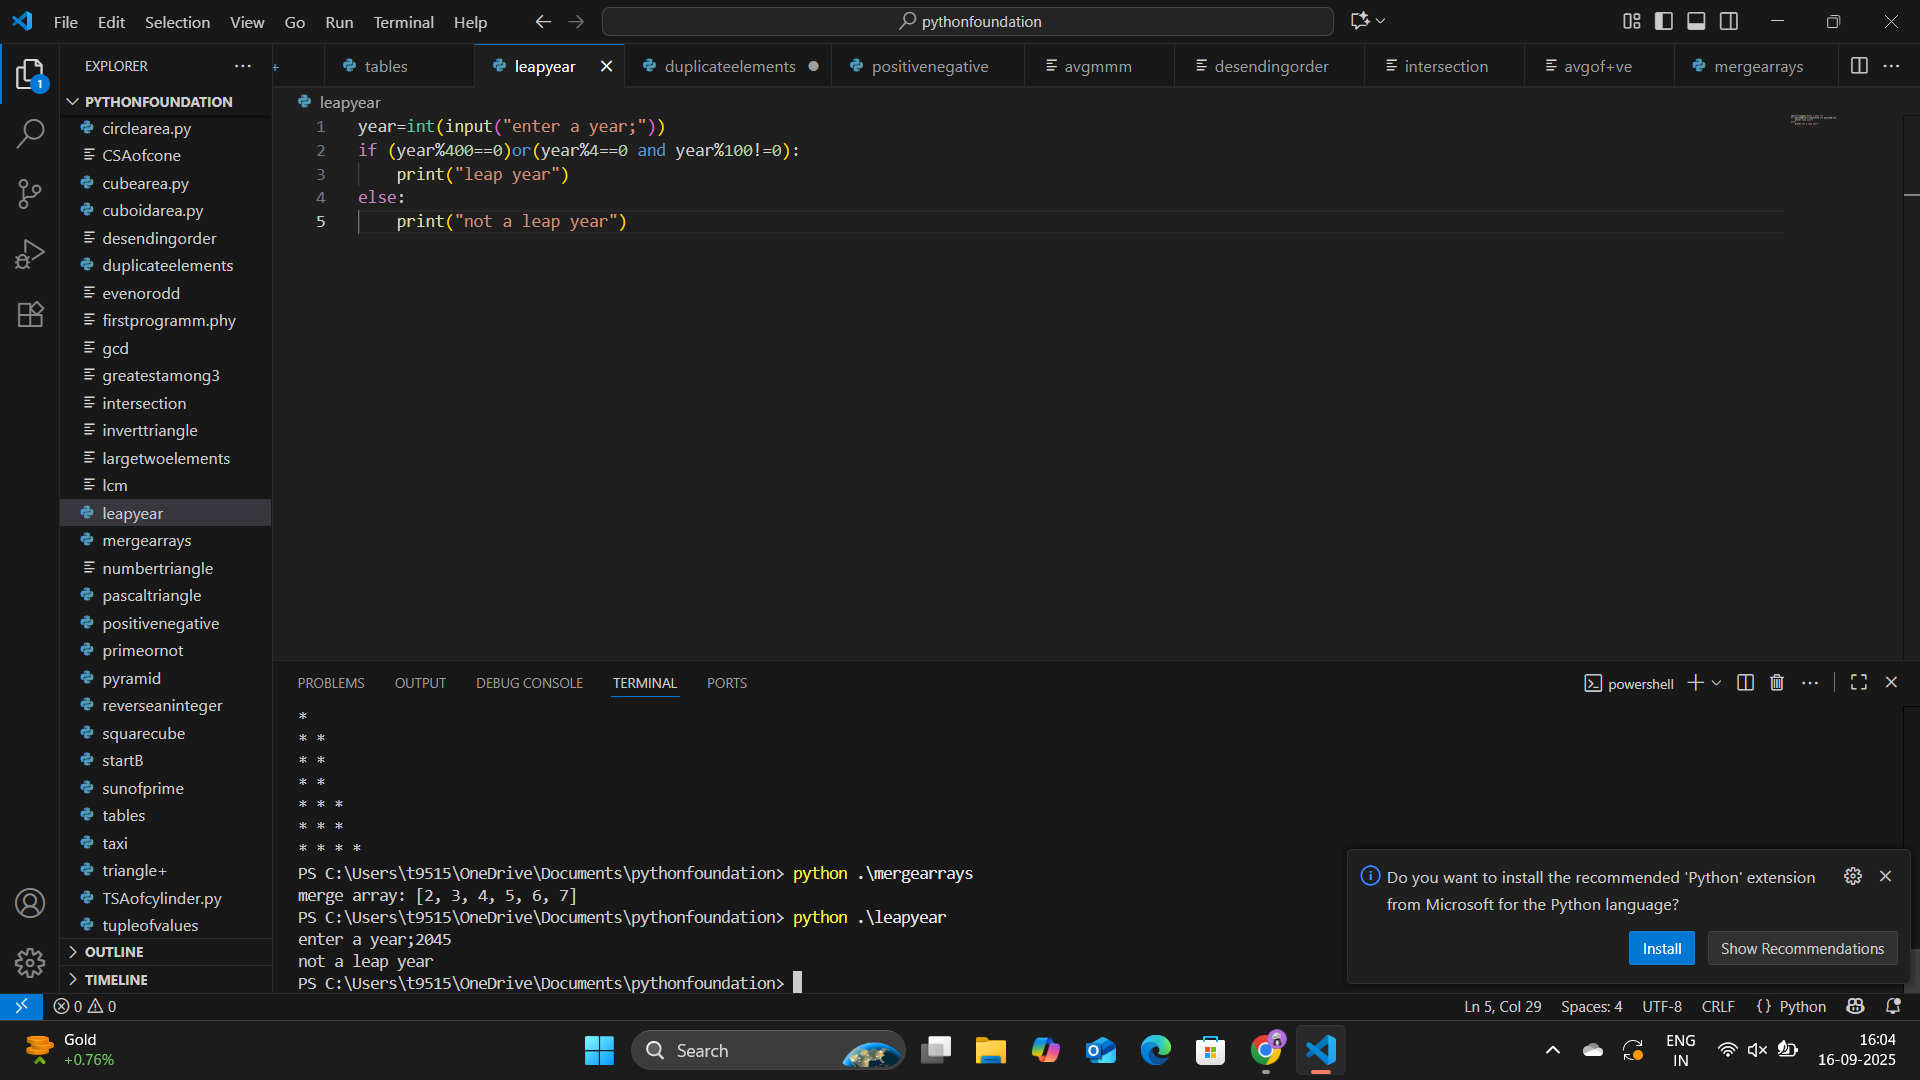 File Edit Selection View Go Run Terminal Help
pythonfoundation
EXPLORER
1
PYTHONFOUNDATION
circlearea.py
CSAofcone
cubearea.py
cuboidarea.py
desendingorder
duplicateelements
evenorodd
firstprogramm.phy
gcd
greatestamong3
intersection
inverttriangle
largetwoelements
lcm
leapyear
mergearrays
numbertriangle
pascaltriangle
positivenegative
primeornot
pyramid
reverseaninteger
squarecube
startB
sunofprime
tables
taxi
triangle+
TSAofcylinder.py
tupleofvalues
OUTLINE
TIMELINE
+ tables leapyear duplicateelements positivenegative avgmmm desendingorder intersection avgof+ve mergearrays
leapyear
1 year=int(input("enter a year;"))
2 if (year%400==0)or(year%4==0 and year%100!=0):
3 print("leap year")
4 else:
5 print("not a leap year")
PROBLEMS OUTPUT DEBUG CONSOLE TERMINAL PORTS
powershell
*
* *
* *
* *
* * *
* * *
* * * *
PS C:\Users\t9515\OneDrive\Documents\pythonfoundation> python .\mergearrays
merge array: [2, 3, 4, 5, 6, 7]
PS C:\Users\t9515\OneDrive\Documents\pythonfoundation> python .\leapyear
enter a year;2045
not a leap year
PS C:\Users\t9515\OneDrive\Documents\pythonfoundation>
Do you want to install the recommended 'Python' extension
from Microsoft for the Python language?
Install Show Recommendations
0 0
Ln 5, Col 29 Spaces: 4 UTF-8 CRLF {} Python
Gold
+0.76%
Search
ENG
IN
16:04
16-09-2025